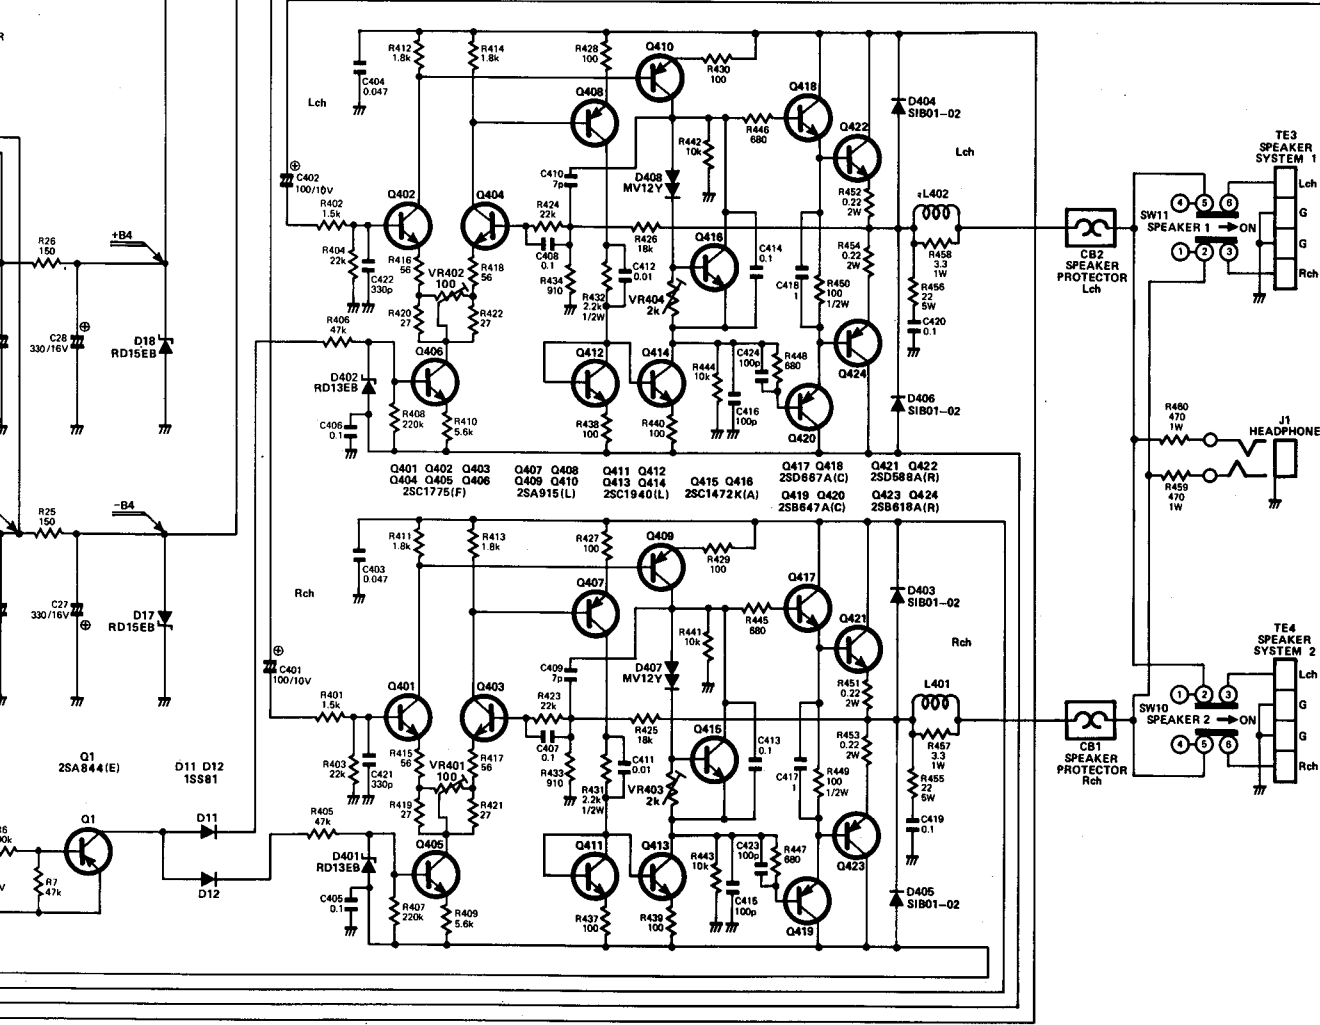 R
R412
1.8k
R414
1.8k
R428
100
Q410
R430
100
C404
0.047
Lch
Q408
Q418
D404
SIB01-02
Q422
TE3
SPEAKER
SYSTEM 1
R446
680
R442
10k
Lch
Lch
C402
100/10V
Q402
Q404
C410
7p
D408
MV12Y
R452
0.22
2W
L402
SW11
SPEAKER 1 → ON
4 5 6
1 2 3
G
G
Rch
R402
1.5k
R424
22k
R426
18k
Q416
C414
0.1
R454
0.22
2W
R458
3.3
1W
CB2
SPEAKER
PROTECTOR
Lch
+B4
R26
150
R404
22k
C422
330p
R416
56
VR402
100
R418
56
C408
0.1
R434
910
C412
0.01
R432
2.2k
1/2W
VR404
2k
C418
1
R450
100
1/2W
R456
22
5W
R420
27
R422
27
C420
0.1
R406
47k
C28
330/16V
D18
RD15EB
Q406
Q412
Q414
C424
100p
R448
680
Q424
D402
RD13EB
R444
10k
C416
100p
D406
SIB01-02
R408
220k
R410
5.6k
C406
0.1
R438
100
R440
100
Q420
R460
470
1W
J1
HEADPHONE
Q401 Q402 Q403
Q404 Q405 Q406
2SC1775(F)
Q407 Q408
Q409 Q410
2SA915(L)
Q411 Q412
Q413 Q414
2SC1940(L)
Q415 Q416
2SC1472K(A)
Q417 Q418
2SD667A(C)
Q419 Q420
2SB647A(C)
Q421 Q422
2SD588A(R)
Q423 Q424
2SB618A(R)
R459
470
1W
-B4
R25
150
R411
1.8k
R413
1.8k
R427
100
Q409
R429
100
C403
0.047
Rch
Q407
Q417
D403
SIB01-02
C27
330/16V
D17
RD15EB
R441
10k
R445
680
Q421
Rch
TE4
SPEAKER
SYSTEM 2
C401
100/10V
Q401
Q403
C409
7p
D407
MV12Y
R451
0.22
2W
L401
1 2 3
SW10
SPEAKER 2 → ON
4 5 6
Lch
G
G
Rch
R401
1.5k
R423
22k
R425
18k
Q415
C413
0.1
R453
0.22
2W
R457
3.3
1W
CB1
SPEAKER
PROTECTOR
Rch
Q1
2SA844(E)
D11 D12
1SS81
R403
22k
C421
330p
R415
56
VR401
100
R417
56
C407
0.1
R433
910
C411
0.01
R431
2.2k
1/2W
VR403
2k
C417
1
R449
100
1/2W
R455
22
5W
R419
27
R421
27
C419
0.1
Q1
D11
R405
47k
Q405
Q411
Q413
C423
100p
R447
680
Q423
D401
RD13EB
R443
10k
C415
100p
D405
SIB01-02
R7
47k
D12
C405
0.1
R407
220k
R409
5.6k
R437
100
R439
100
Q419